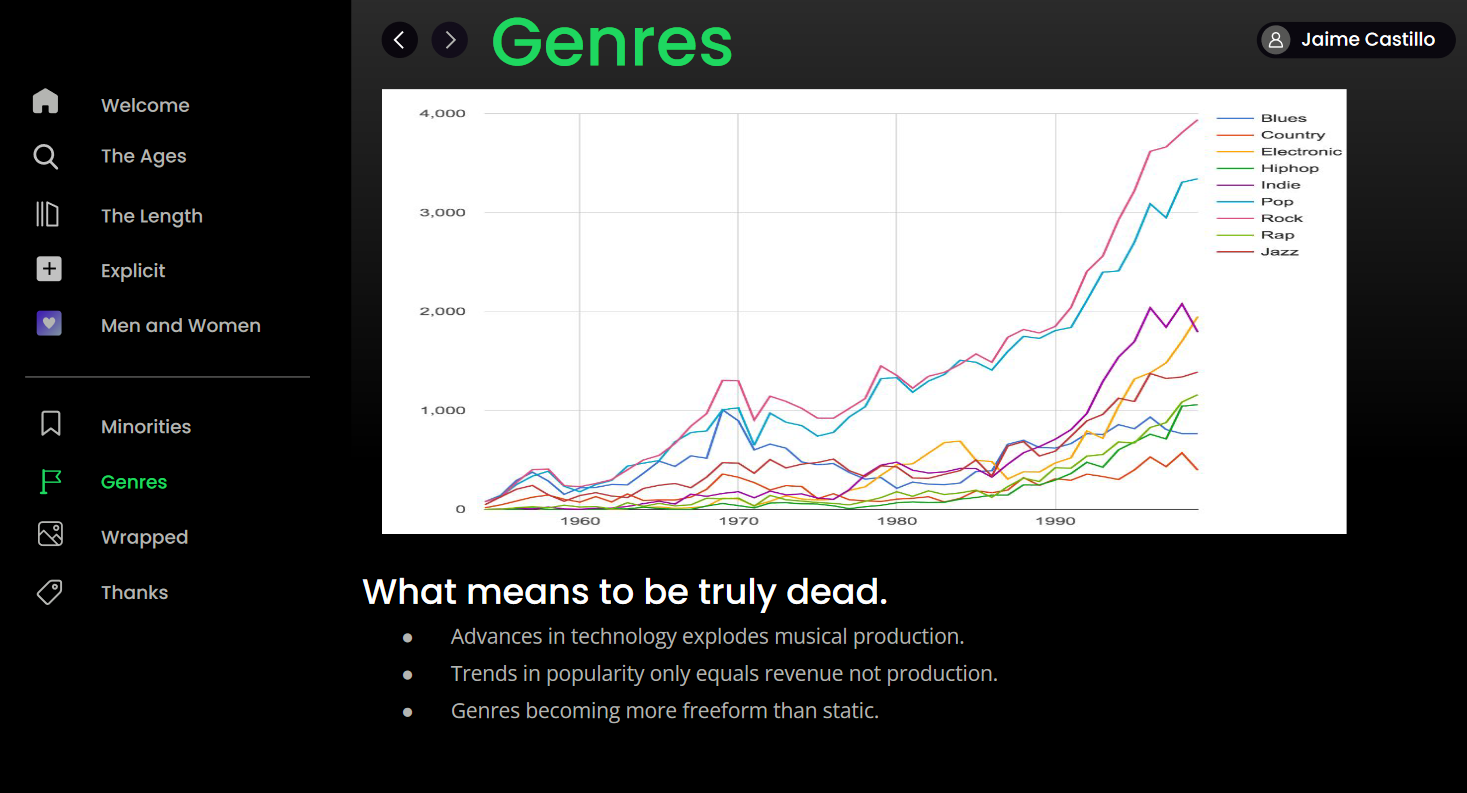 Welcome
The Ages
The Length
Explicit
Men and Women
Minorities
Genres
Wrapped
Thanks
Genres
Jaime Castillo
4,000
3,000
2,000
1,000
0
1960
1970
1980
1990
Blues
Country
Electronic
Hiphop
Indie
Pop
Rock
Rap
Jazz
What means to be truly dead.
● Advances in technology explodes musical production.
● Trends in popularity only equals revenue not production.
● Genres becoming more freeform than static.